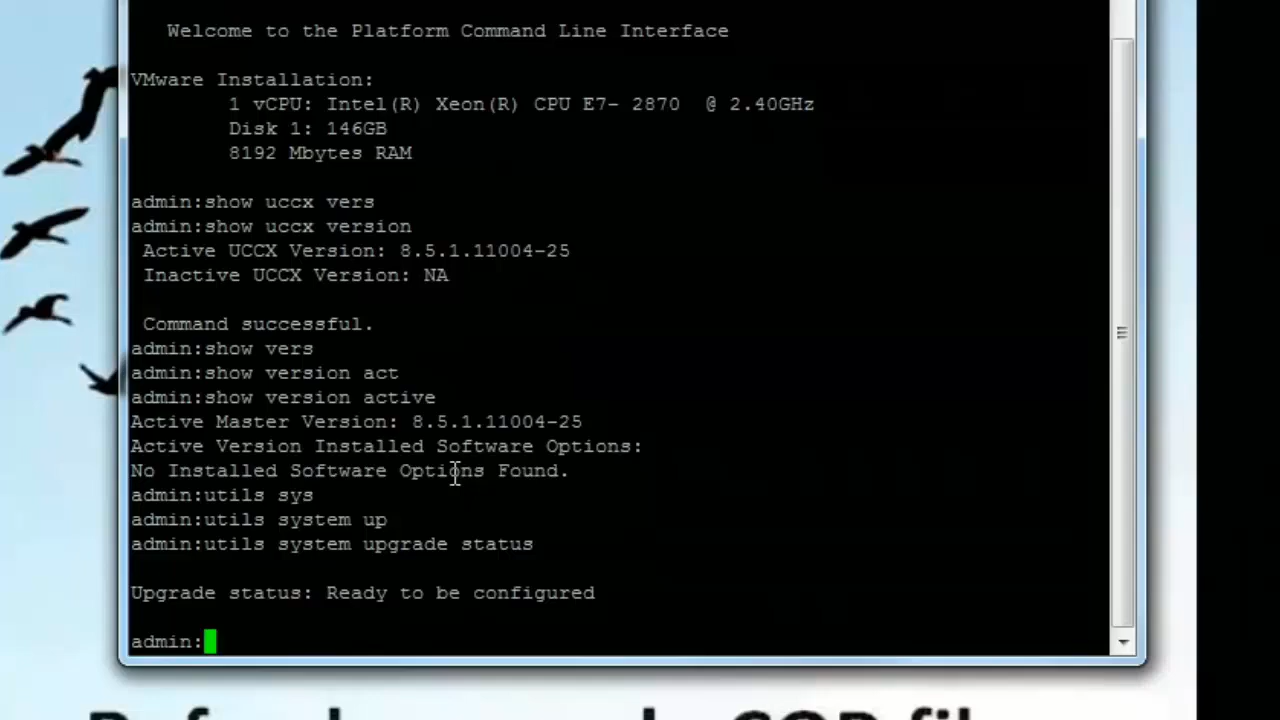 Welcome to the Platform Command Line Interface
VMware Installation:
1 vCPU: Intel(R) Xeon(R) CPU E7- 2870 @ 2.40GHz
Disk 1: 146GB
8192 Mbytes RAM
admin:show uccx vers
admin:show uccx version
Active UCCX Version: 8.5.1.11004-25
Inactive UCCX Version: NA
Command successful.
admin:show vers
admin:show version act
admin:show version active
Active Master Version: 8.5.1.11004-25
Active Version Installed Software Options:
No Installed Software Options Found.
admin:utils sys
admin:utils system up
admin:utils system upgrade status
Upgrade status: Ready to be configured
admin: